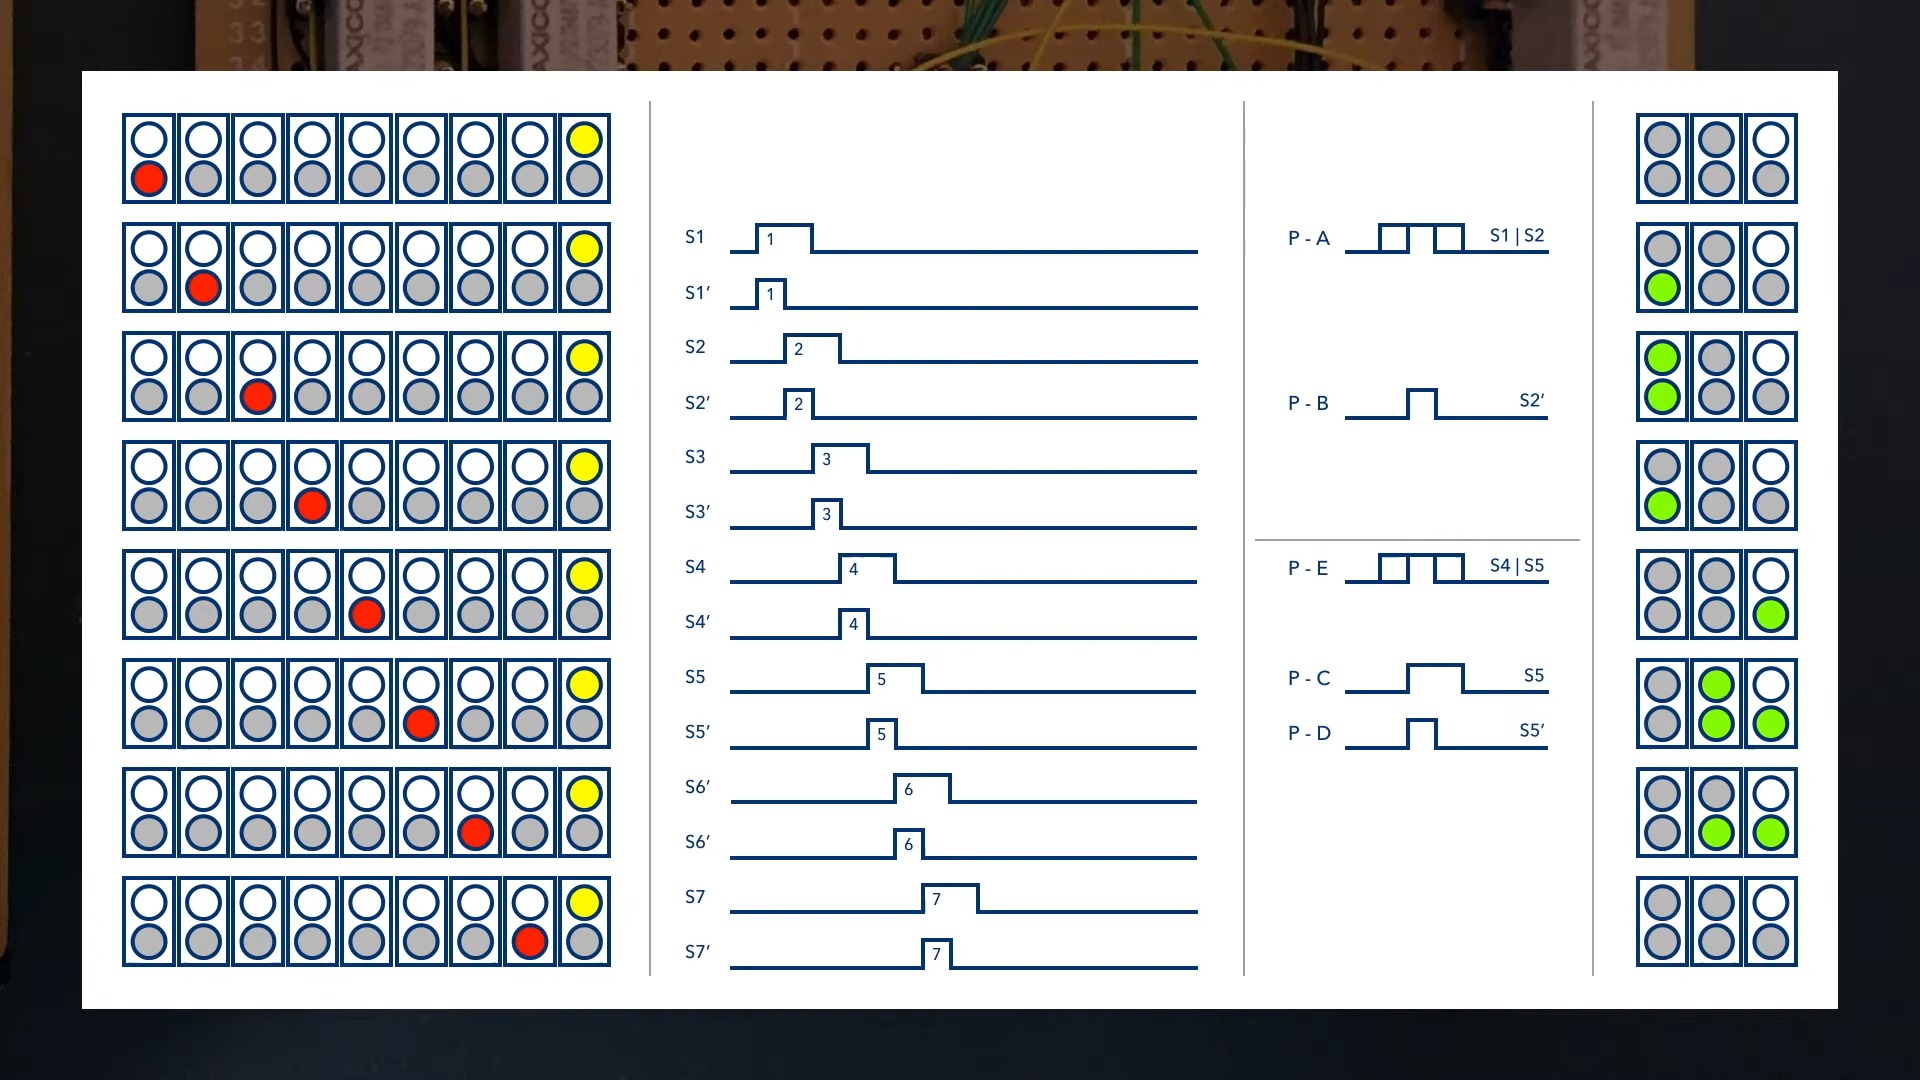 S1 1 P - A S1 | S2
S1’ 1
S2 2
S2’ 2 P - B S2’
S3 3
S3’ 3
S4 4 P - E S4 | S5
S4’ 4
S5 5 P - C S5
S5’ 5 P - D S5’
S6’ 6
S6’ 6
S7 7
S7’ 7